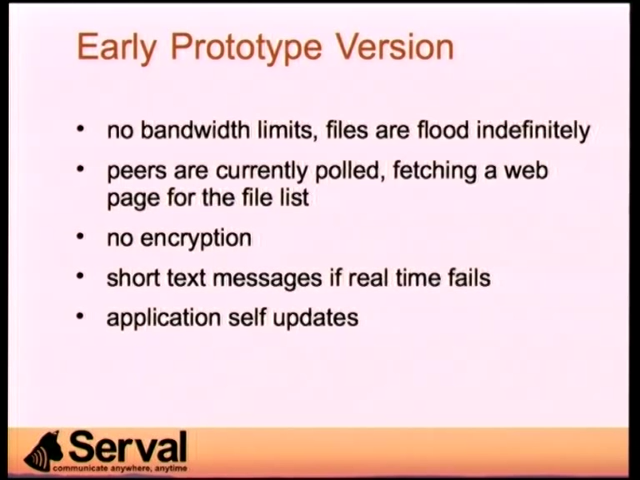 Early Prototype Version
• no bandwidth limits, files are flood indefinitely
• peers are currently polled, fetching a web
page for the file list
• no encryption
• short text messages if real time fails
• application self updates
Serval
communicate anywhere, anytime